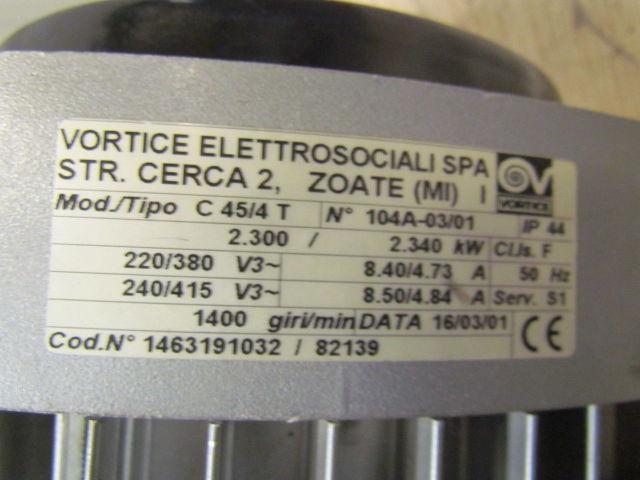 VORTICE ELETTROSOCIALI SPA
STR. CERCA 2, ZOATE (MI) I
VORTICE
Mod./Tipo C 45/4 T N° 104A-03/01 IP 44
2.300 / 2.340 kW Cl.Is. F
220/380 V3~ 8.40/4.73 A 50 Hz
240/415 V3~ 8.50/4.84 A Serv. S1
1400 giri/min DATA 16/03/01 CE
Cod.N° 1463191032 / 82139